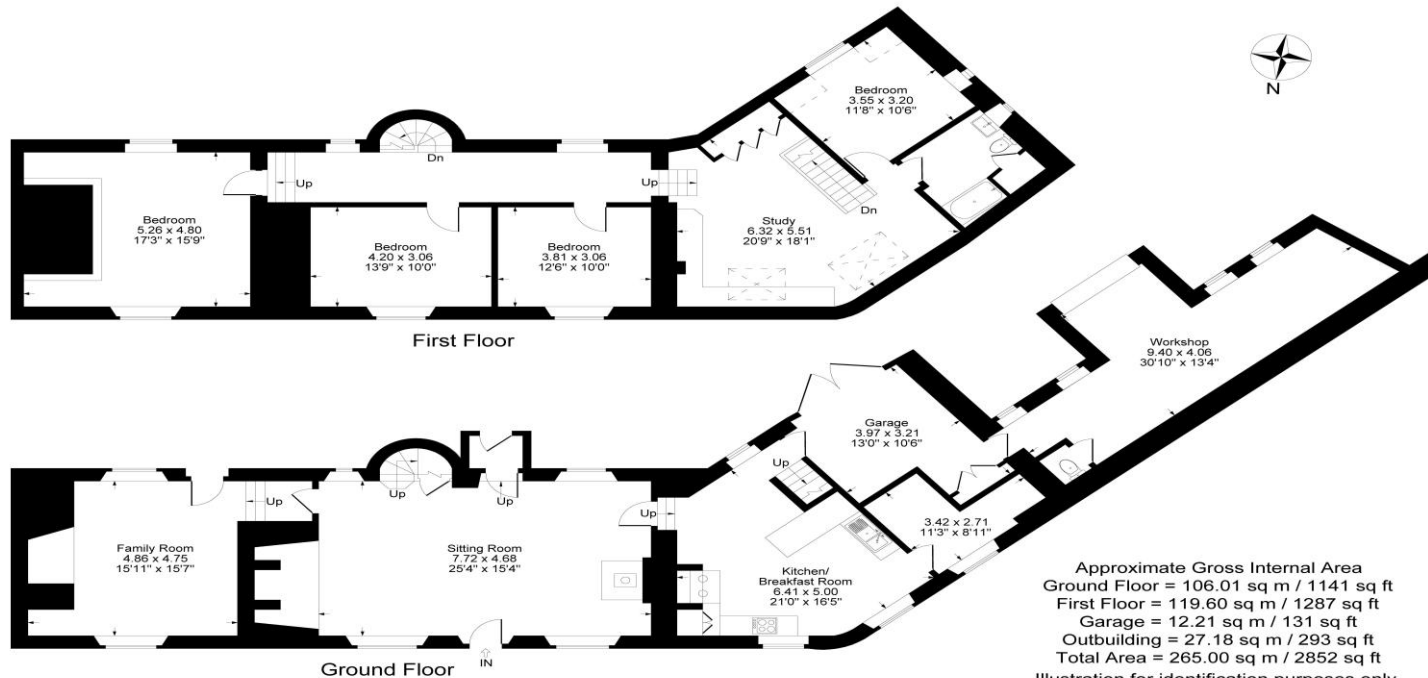 N
Bedroom
3.55 x 3.20
11'8" x 10'6"
Dn
Up
Up
Bedroom
5.26 x 4.80
17'3" x 15'9"
Bedroom
4.20 x 3.06
13'9" x 10'0"
Bedroom
3.81 x 3.06
12'6" x 10'0"
Study
6.32 x 5.51
20'9" x 18'1"
Dn
First Floor
Workshop
9.40 x 4.06
30'10" x 13'4"
Garage
3.97 x 3.21
13'0" x 10'6"
Up
Up
Up
Up
Up
Family Room
4.86 x 4.75
15'11" x 15'7"
Sitting Room
7.72 x 4.68
25'4" x 15'4"
Kitchen/
Breakfast Room
6.41 x 5.00
21'0" x 16'5"
3.42 x 2.71
11'3" x 8'11"
IN
Ground Floor
Approximate Gross Internal Area
Ground Floor = 106.01 sq m / 1141 sq ft
First Floor = 119.60 sq m / 1287 sq ft
Garage = 12.21 sq m / 131 sq ft
Outbuilding = 27.18 sq m / 293 sq ft
Total Area = 265.00 sq m / 2852 sq ft
Illustration for identification purposes only